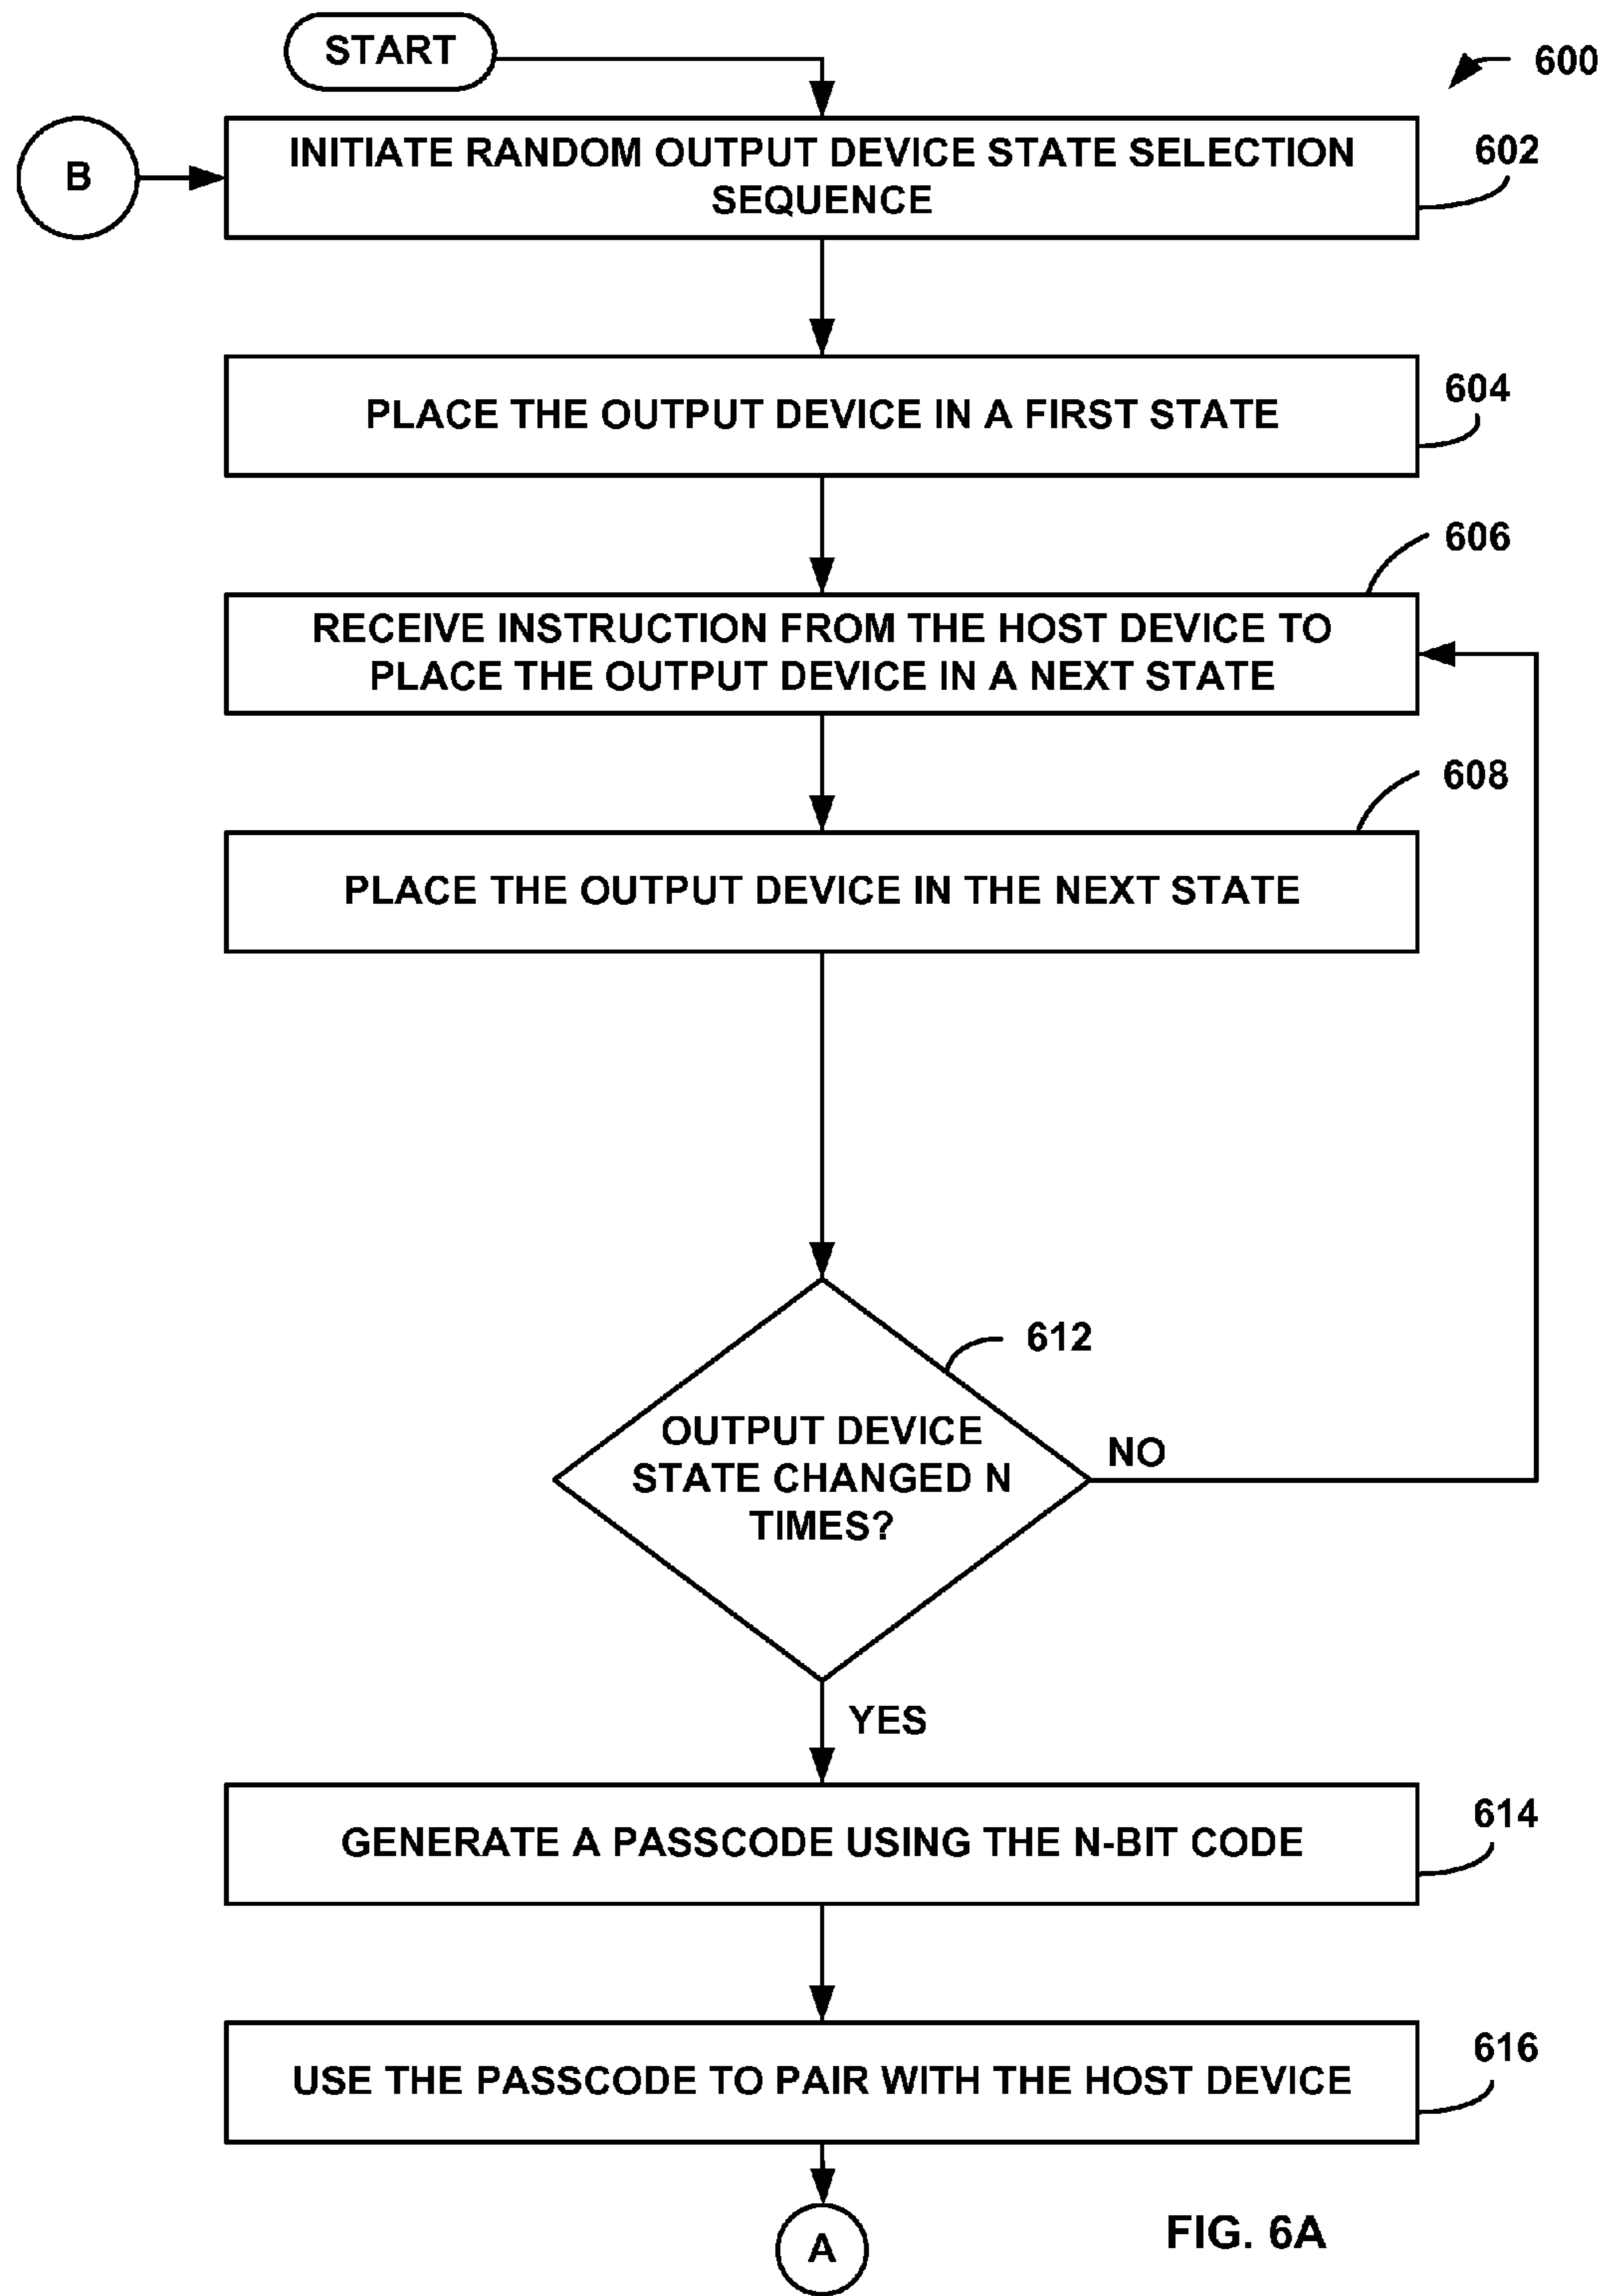 START
600
B
INITIATE RANDOM OUTPUT DEVICE STATE SELECTION
SEQUENCE
602
PLACE THE OUTPUT DEVICE IN A FIRST STATE
604
606
RECEIVE INSTRUCTION FROM THE HOST DEVICE TO
PLACE THE OUTPUT DEVICE IN A NEXT STATE
608
PLACE THE OUTPUT DEVICE IN THE NEXT STATE
612
OUTPUT DEVICE
STATE CHANGED N
TIMES?
NO
YES
GENERATE A PASSCODE USING THE N-BIT CODE
614
USE THE PASSCODE TO PAIR WITH THE HOST DEVICE
616
A
FIG. 6A